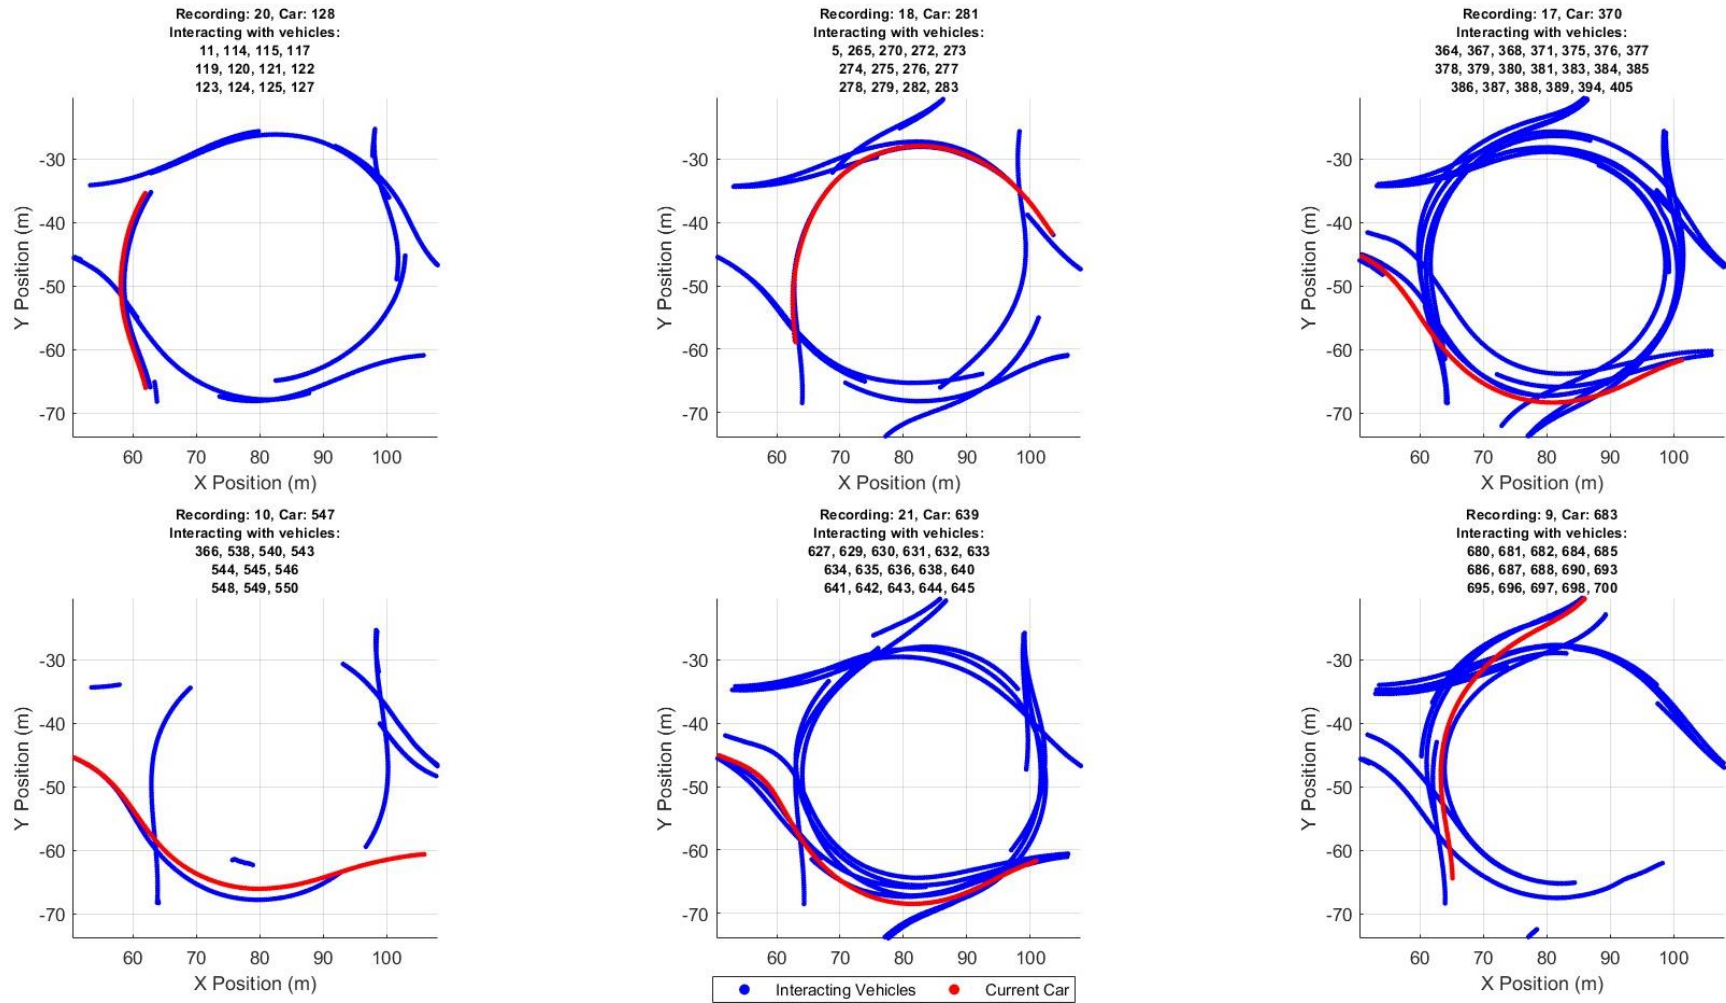 Recording: 20, Car: 128
Interacting with vehicles:
11, 114, 115, 117
119, 120, 121, 122
123, 124, 125, 127
-30
-40
-50
-60
-70
Y Position (m)
60 70 80 90 100
X Position (m)
Recording: 18, Car: 281
Interacting with vehicles:
5, 265, 270, 272, 273
274, 275, 276, 277
278, 279, 282, 283
-30
-40
-50
-60
-70
Y Position (m)
60 70 80 90 100
X Position (m)
Recording: 17, Car: 370
Interacting with vehicles:
364, 367, 368, 371, 375, 376, 377
378, 379, 380, 381, 383, 384, 385
386, 387, 388, 389, 394, 405
-30
-40
-50
-60
-70
Y Position (m)
60 70 80 90 100
X Position (m)
Recording: 10, Car: 547
Interacting with vehicles:
366, 538, 540, 543
544, 545, 546
548, 549, 550
-30
-40
-50
-60
-70
Y Position (m)
60 70 80 90 100
X Position (m)
Recording: 21, Car: 639
Interacting with vehicles:
627, 629, 630, 631, 632, 633
634, 635, 636, 638, 640
641, 642, 643, 644, 645
-30
-40
-50
-60
-70
Y Position (m)
60 70 80 90 100
X Position (m)
Recording: 9, Car: 683
Interacting with vehicles:
680, 681, 682, 684, 685
686, 687, 688, 690, 693
695, 696, 697, 698, 700
-30
-40
-50
-60
-70
Y Position (m)
60 70 80 90 100
X Position (m)
Interacting Vehicles Current Car